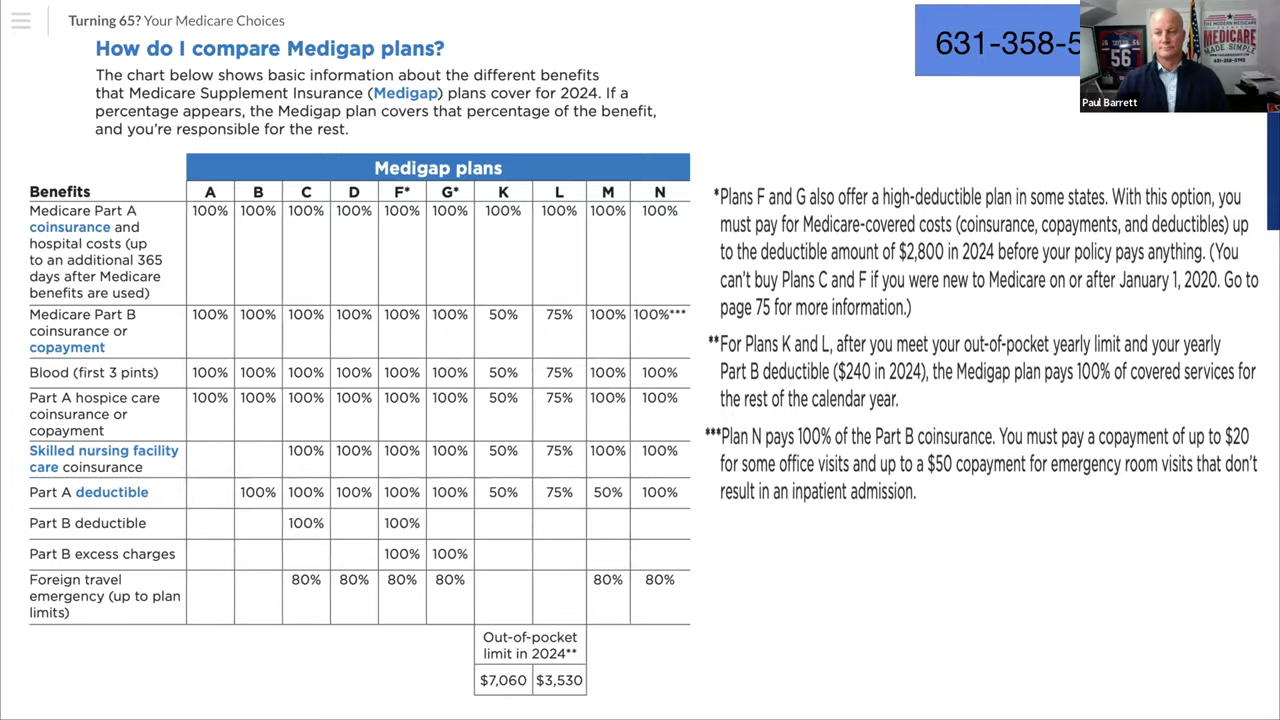 Turning 65? Your Medicare Choices
How do I compare Medigap plans?
The chart below shows basic information about the different benefits
that Medicare Supplement Insurance (Medigap) plans cover for 2024. If a
percentage appears, the Medigap plan covers that percentage of the benefit,
and you're responsible for the rest.
631-358-5
Paul Barrett
56
THE MODERN MEDICARE
MEDICARE
MADE SIMPLE
Medigap plans
Benefits A B C D F* G* K L M N
Medicare Part A 100% 100% 100% 100% 100% 100% 100% 100% 100% 100%
coinsurance and
hospital costs (up
to an additional 365
days after Medicare
benefits are used)
Medicare Part B 100% 100% 100% 100% 100% 100% 50% 75% 100% 100%***
coinsurance or
copayment
Blood (first 3 pints) 100% 100% 100% 100% 100% 100% 50% 75% 100% 100%
Part A hospice care 100% 100% 100% 100% 100% 100% 50% 75% 100% 100%
coinsurance or
copayment
Skilled nursing facility 100% 100% 100% 100% 50% 75% 100% 100%
care coinsurance
Part A deductible 100% 100% 100% 100% 100% 50% 75% 50% 100%
Part B deductible 100% 100%
Part B excess charges 100% 100%
Foreign travel 80% 80% 80% 80% 80% 80%
emergency (up to plan
limits)
Out-of-pocket
limit in 2024**
$7,060 $3,530
*Plans F and G also offer a high-deductible plan in some states. With this option, you
must pay for Medicare-covered costs (coinsurance, copayments, and deductibles) up
to the deductible amount of $2,800 in 2024 before your policy pays anything. (You
can't buy Plans C and F if you were new to Medicare on or after January 1, 2020. Go to
page 75 for more information.)
**For Plans K and L, after you meet your out-of-pocket yearly limit and your yearly
Part B deductible ($240 in 2024), the Medigap plan pays 100% of covered services for
the rest of the calendar year.
***Plan N pays 100% of the Part B coinsurance. You must pay a copayment of up to $20
for some office visits and up to a $50 copayment for emergency room visits that don't
result in an inpatient admission.